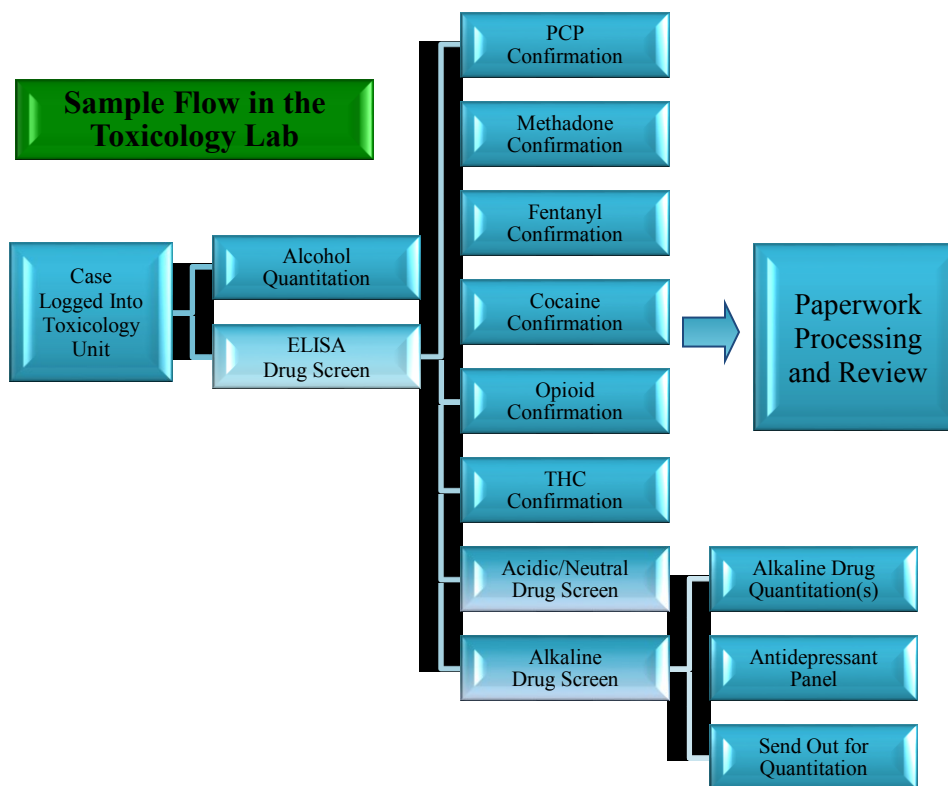 Sample Flow in the
Toxicology Lab
Case
Logged Into
Toxicology
Unit
Alcohol
Quantitation
ELISA
Drug Screen
PCP
Confirmation
Methadone
Confirmation
Fentanyl
Confirmation
Cocaine
Confirmation
Opioid
Confirmation
THC
Confirmation
Acidic/Neutral
Drug Screen
Alkaline
Drug Screen
Alkaline Drug
Quantitation(s)
Antidepressant
Panel
Send Out for
Quantitation
Paperwork
Processing
and Review